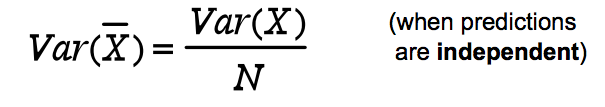 Var(X̅) = Var(X) / N
(when predictions
are independent)